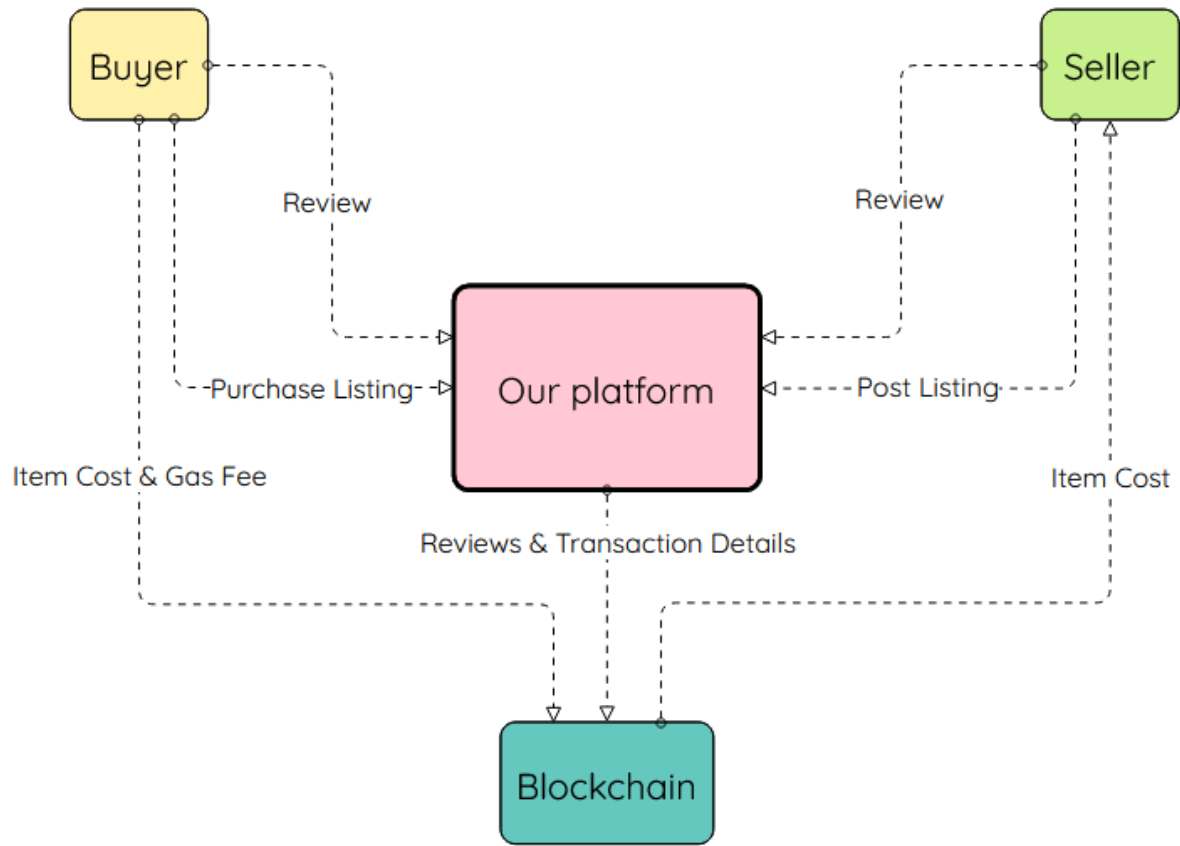 Buyer
Seller
Review
Review
Our platform
Purchase Listing
Post Listing
Item Cost & Gas Fee
Item Cost
Reviews & Transaction Details
Blockchain